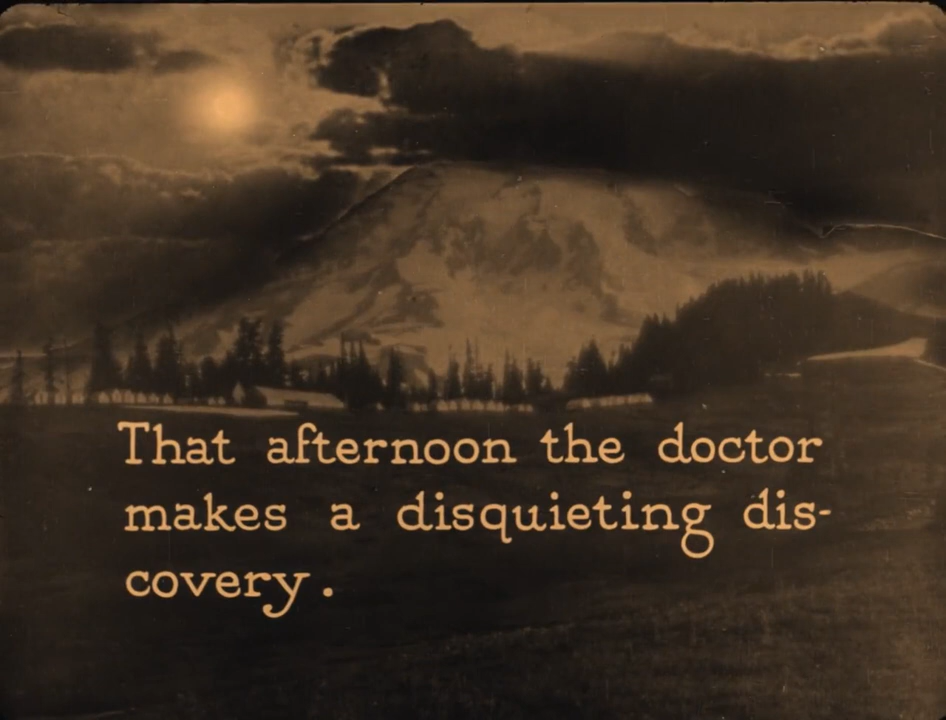 That afternoon the doctor
makes a disquieting dis-
covery.